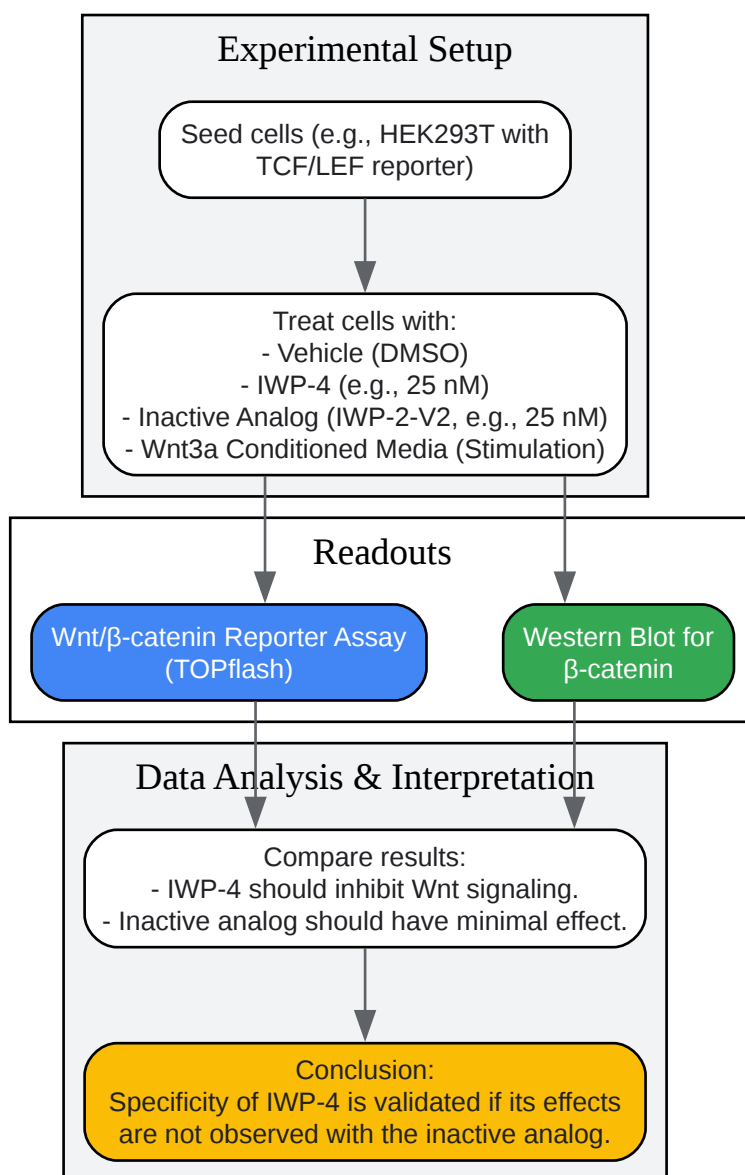 Experimental Setup
Seed cells (e.g., HEK293T with
TCF/LEF reporter)
Treat cells with:
- Vehicle (DMSO)
- IWP-4 (e.g., 25 nM)
- Inactive Analog (IWP-2-V2, e.g., 25 nM)
- Wnt3a Conditioned Media (Stimulation)
Readouts
Wnt/β-catenin Reporter Assay
(TOPflash)
Western Blot for
β-catenin
Data Analysis & Interpretation
Compare results:
- IWP-4 should inhibit Wnt signaling.
- Inactive analog should have minimal effect.
Conclusion:
Specificity of IWP-4 is validated if its effects
are not observed with the inactive analog.